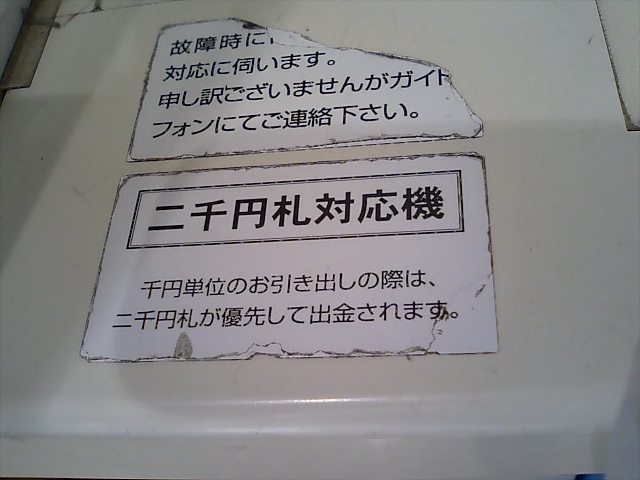 故障時に
対応に伺います。
申し訳ございませんがガイド
フォンにてご連絡下さい。
二千円札対応機
千円単位のお引き出しの際は、
二千円札が優先して出金されます。